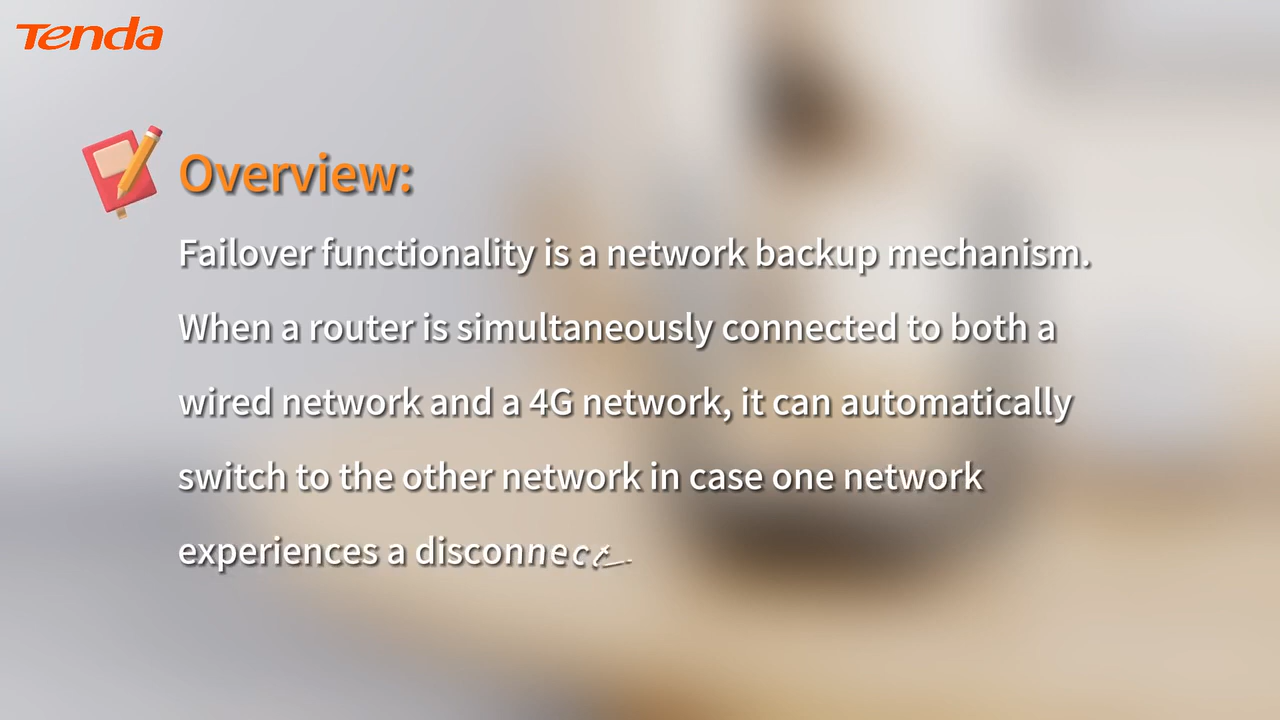 Tenda
Overview:
Failover functionality is a network backup mechanism.
When a router is simultaneously connected to both a
wired network and a 4G network, it can automatically
switch to the other network in case one network
experiences a disconnect